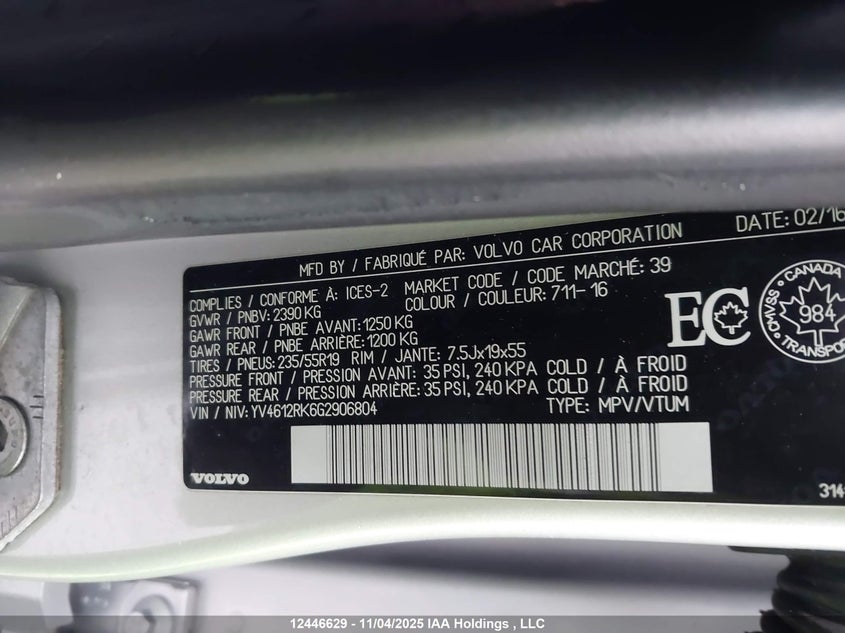 MFD BY / FABRIQUÉ PAR: VOLVO CAR CORPORATION DATE: 02/16
COMPLIES / CONFORME À: ICES-2 MARKET CODE / CODE MARCHÉ: 39
GVWR / PNBV: 2390 KG COLOUR / COULEUR: 711-16
GAWR FRONT / PNBE AVANT: 1250 KG
GAWR REAR / PNBE ARRIÈRE: 1200 KG
TIRES / PNEUS: 235/55R19 RIM / JANTE: 7.5Jx19x55
PRESSURE FRONT / PRESSION AVANT: 35 PSI, 240 KPA COLD / À FROID
PRESSURE REAR / PRESSION ARRIÈRE: 35 PSI, 240 KPA COLD / À FROID
VIN / NIV: YV4612RK6G2906804 TYPE: MPV/VTUM
EC
CANADA
CMVSS
984
TRANSPORT
VOLVO
314
12446629 - 11/04/2025 IAA Holdings , LLC